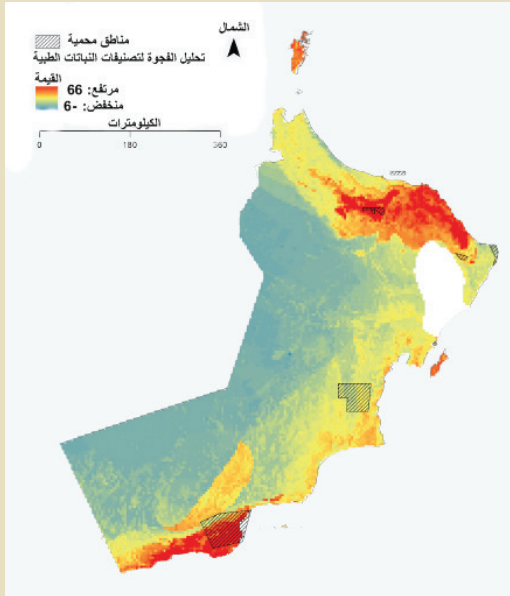 الشمال
مناطق محمية
تحليل الفجوة لتصنيفات النباتات الطبية
القيمة
مرتفع: 66
منخفض: -6
الكيلومترات
0 180 360